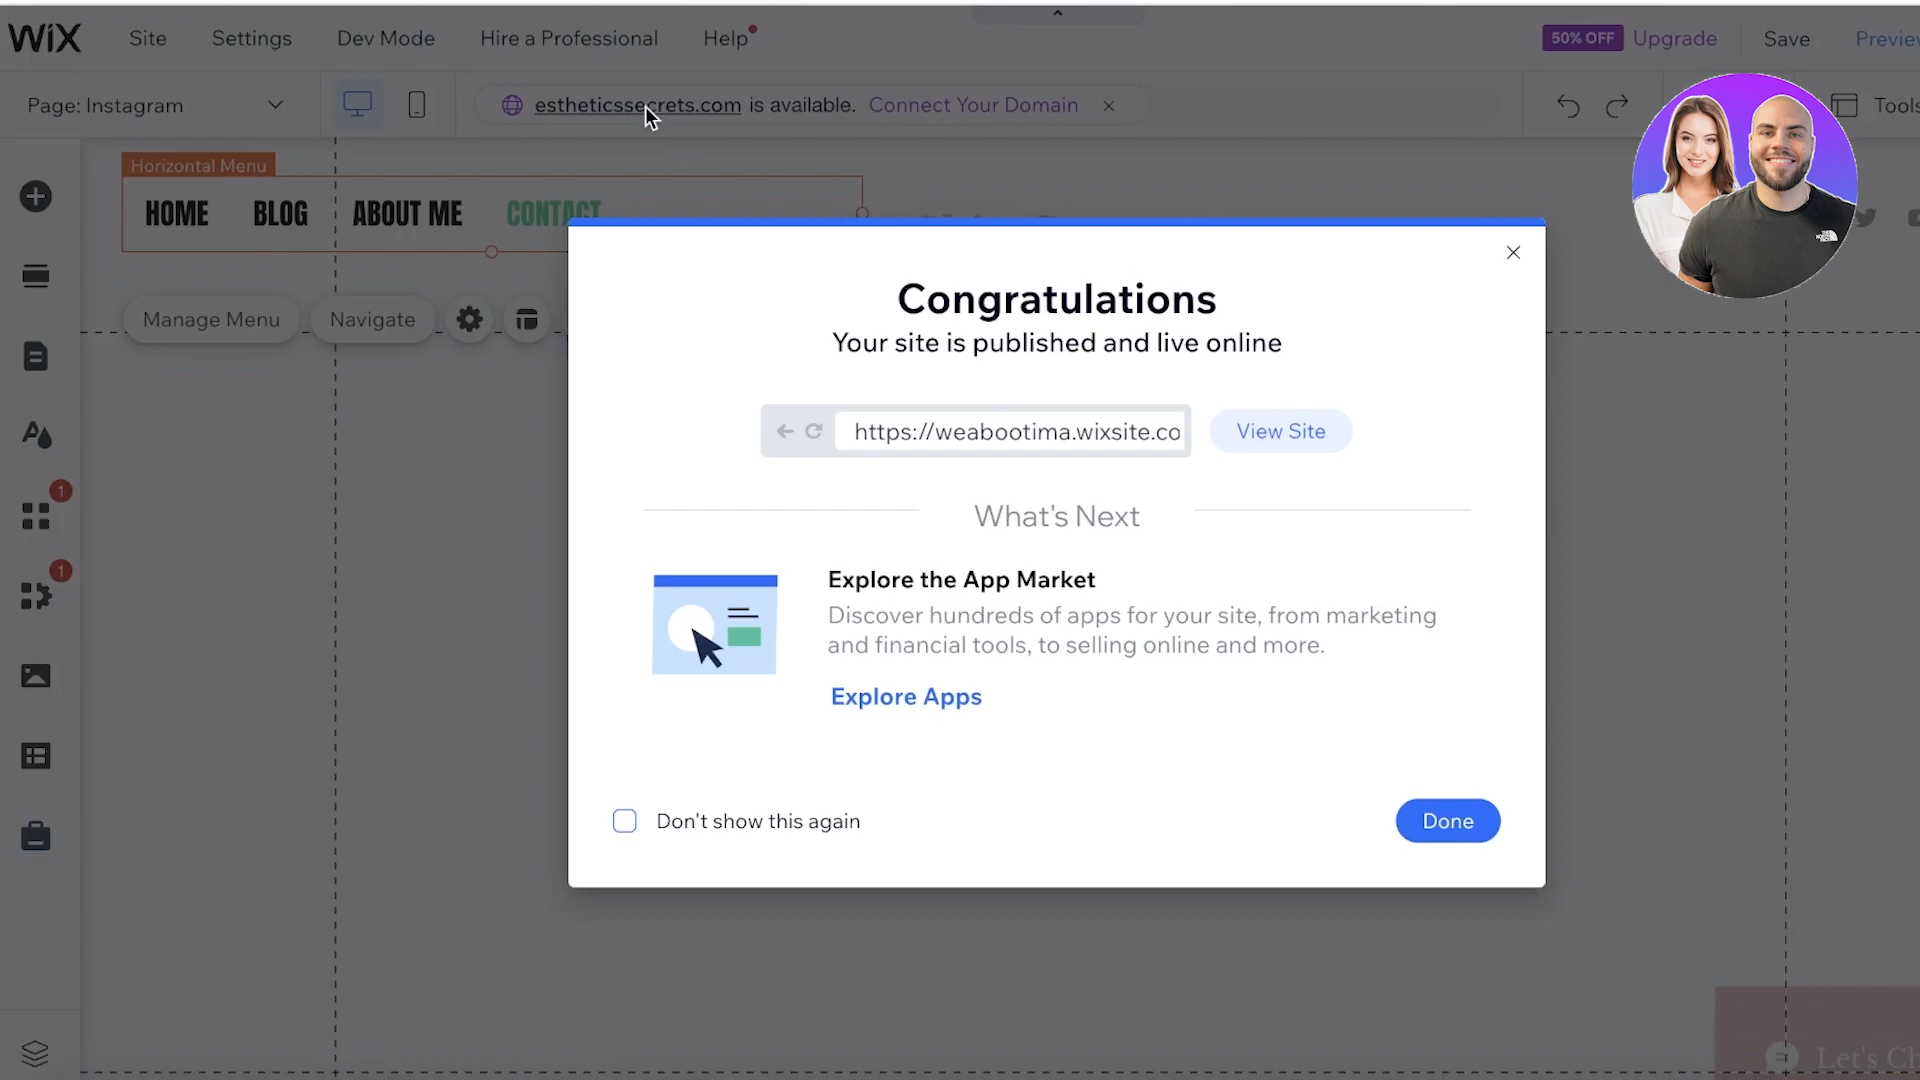 WiX Site Settings Dev Mode Hire a Professional Help 50% OFF Upgrade Save
Page: Instagram estheticssecrets.com is available. Connect Your Domain Tools
Horizontal Menu
HOME BLOG ABOUT ME CONTACT
Manage Menu Navigate
Congratulations
Your site is published and live online
https://weabootima.wixsite.co View Site
What's Next
1
1
Explore the App Market
Discover hundreds of apps for your site, from marketing
and financial tools, to selling online and more.
Explore Apps
Don't show this again Done
Let's